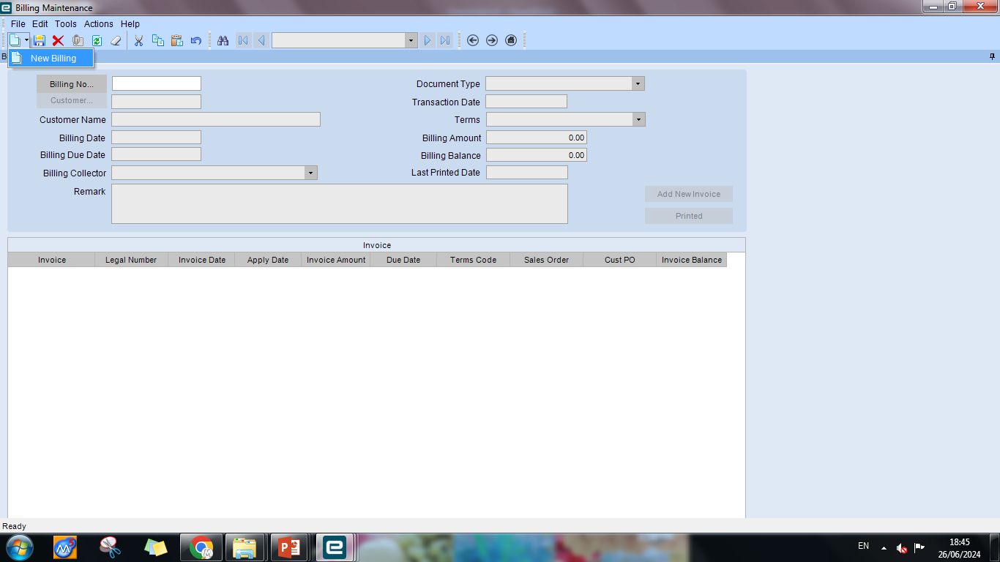 Billing Maintenance
File Edit Tools Actions Help
New Billing
Billing No...
Document Type
Customer...
Transaction Date
Customer Name
Terms
Billing Date
Billing Amount 0.00
Billing Due Date
Billing Balance 0.00
Billing Collector
Last Printed Date
Remark
Add New Invoice
Printed
Invoice
Invoice Legal Number Invoice Date Apply Date Invoice Amount Due Date Terms Code Sales Order Cust PO Invoice Balance
Ready
EN
18:45
26/06/2024